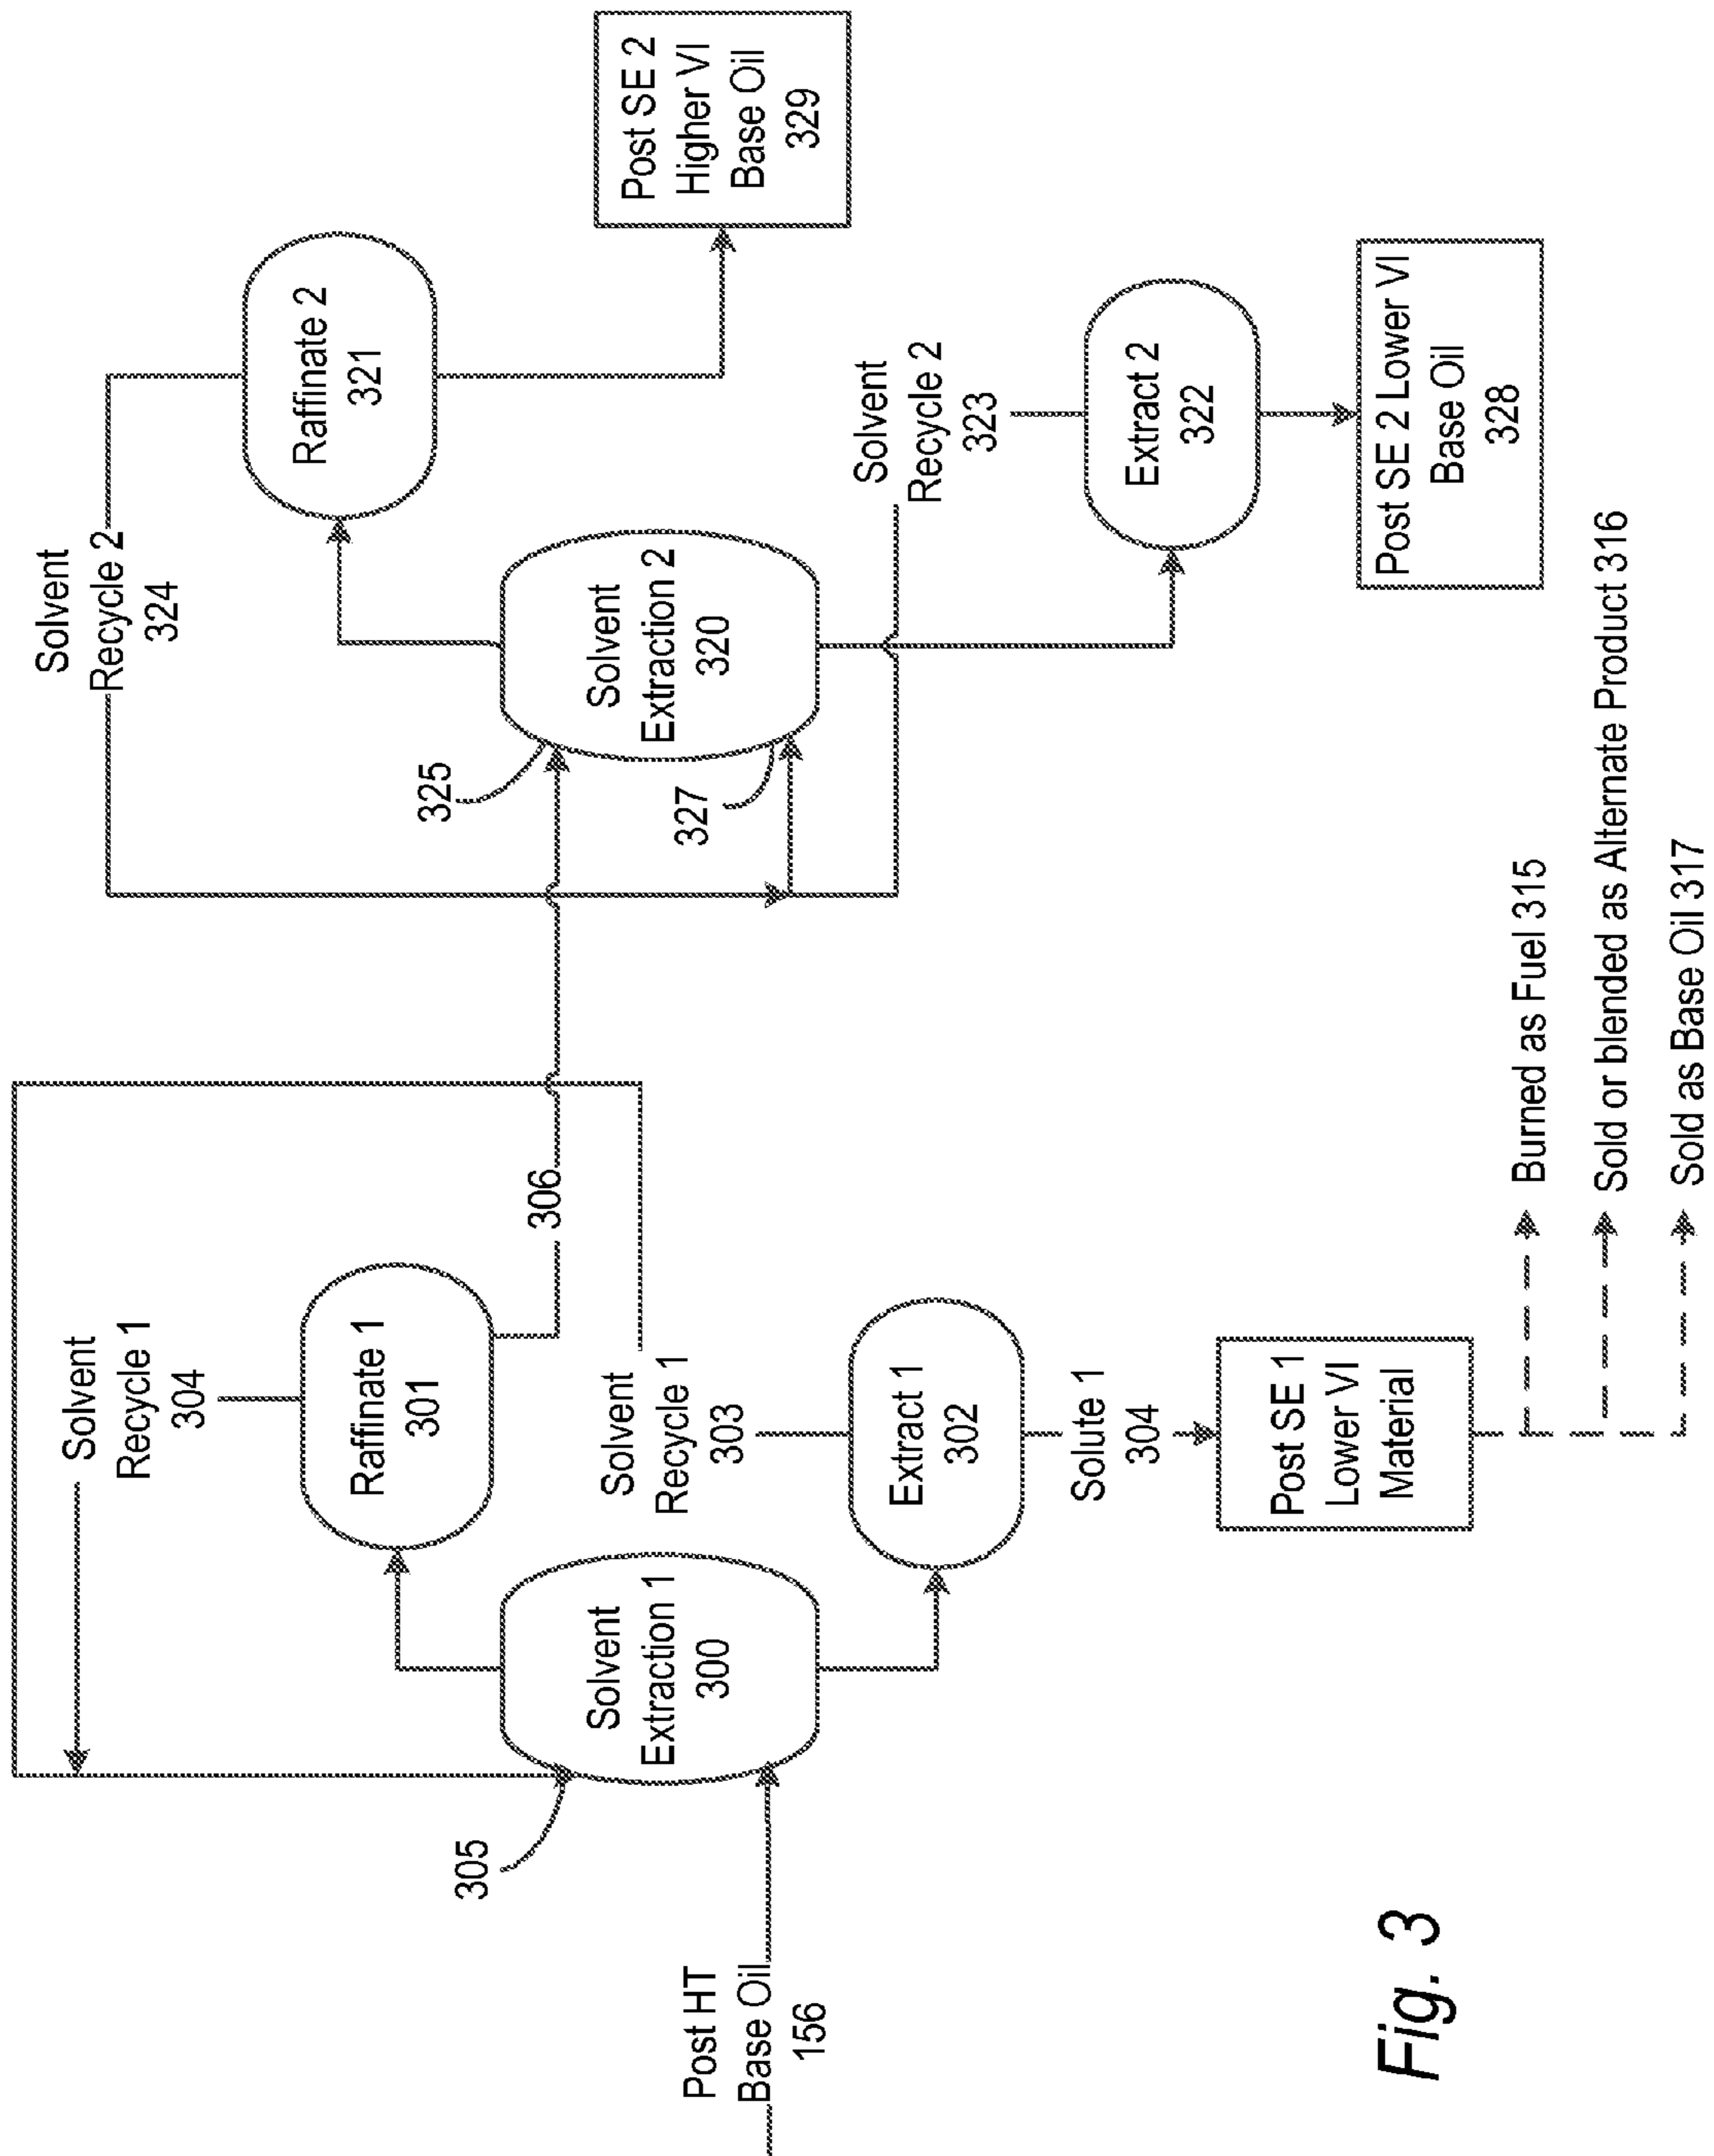 Solvent
Recycle 1
304
Raffinate 1
301
305
Solvent
Extraction 1
300
Post HT
Base Oil
156
306
Solvent
Recycle 1
303
Extract 1
302
Solute 1
304
Post SE 1
Lower VI
Material
Burned as Fuel 315
Sold or blended as Alternate Product 316
Sold as Base Oil 317
Solvent
Recycle 2
324
Raffinate 2
321
325
Solvent
Extraction 2
320
327
Post SE 2
Higher VI
Base Oil
329
Solvent
Recycle 2
323
Extract 2
322
Post SE 2 Lower VI
Base Oil
328
Fig. 3